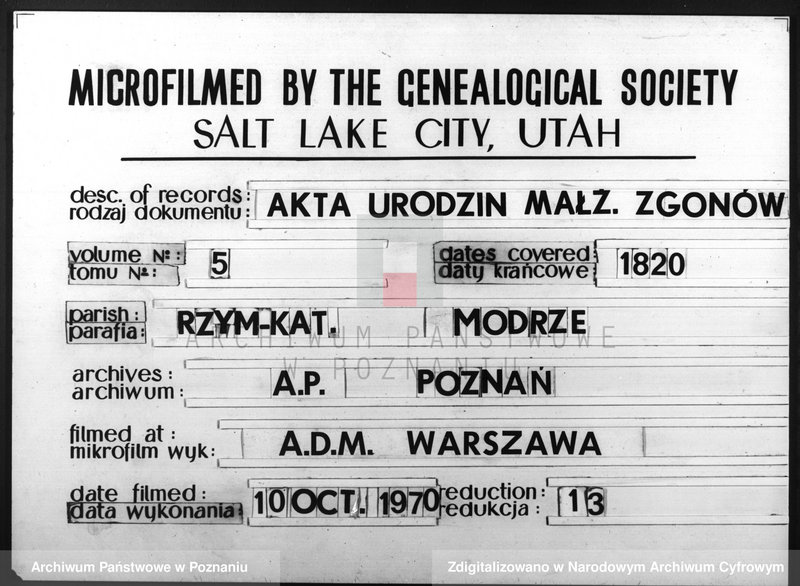 MICROFILMED BY THE GENEALOGICAL SOCIETY
SALT LAKE CITY, UTAH
desc. of records: AKTA URODZIN MAŁŻ. ZGONÓW
rodzaj dokumentu:
volume No: 5 dates covered: 1820
tomu No: daty krańcowe:
parish: RZYM-KAT. MODRZE
parafia:
ARCHIWUM PAŃSTWOWE
W POZNANIU
archives: A.P. POZNAŃ
archiwum:
filmed at: A.D.M. WARSZAWA
mikrofilm wyk:
date filmed: 10 OCT. 1970 reduction: 13
data wykonania: redukcja:
Archiwum Państwowe w Poznaniu Zdigitalizowano w Narodowym Archiwum Cyfrowym